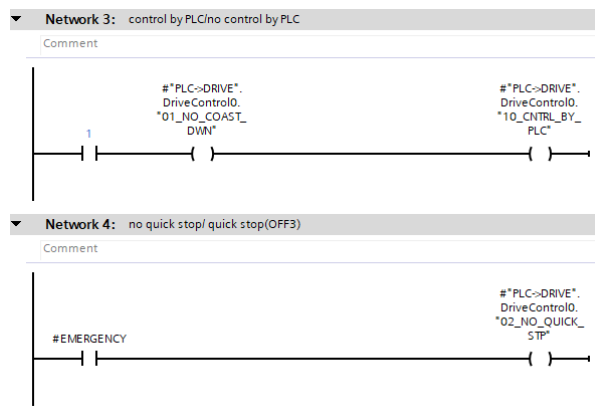 Network 3: control by PLC/no control by PLC
Comment
#"PLC->DRIVE".
DriveControl0.
"01_NO_COAST_
DWN"
#"PLC->DRIVE".
DriveControl0.
"10_CNTRL_BY_
PLC"
1
Network 4: no quick stop/ quick stop(OFF3)
Comment
#"PLC->DRIVE".
DriveControl0.
"02_NO_QUICK_
STP"
#EMERGENCY